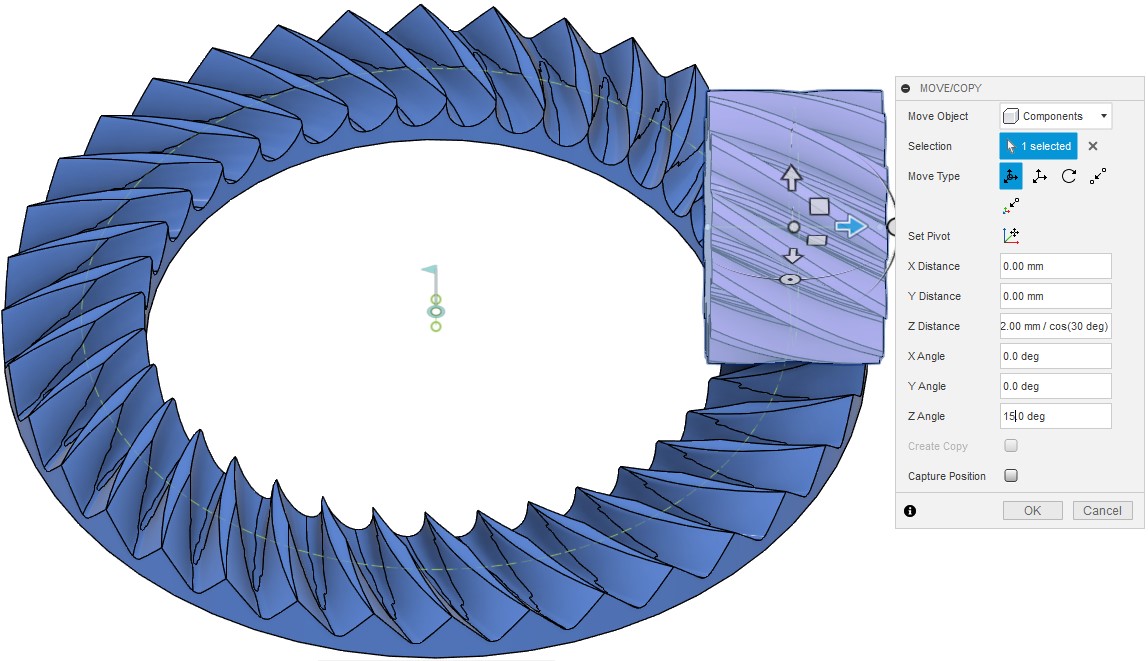 MOVE/COPY
Move Object Components
Selection 1 selected
Move Type
Set Pivot
X Distance 0.00 mm
Y Distance 0.00 mm
Z Distance 2.00 mm / cos(30 deg)
X Angle 0.0 deg
Y Angle 0.0 deg
Z Angle 15.0 deg
Create Copy
Capture Position
OK Cancel